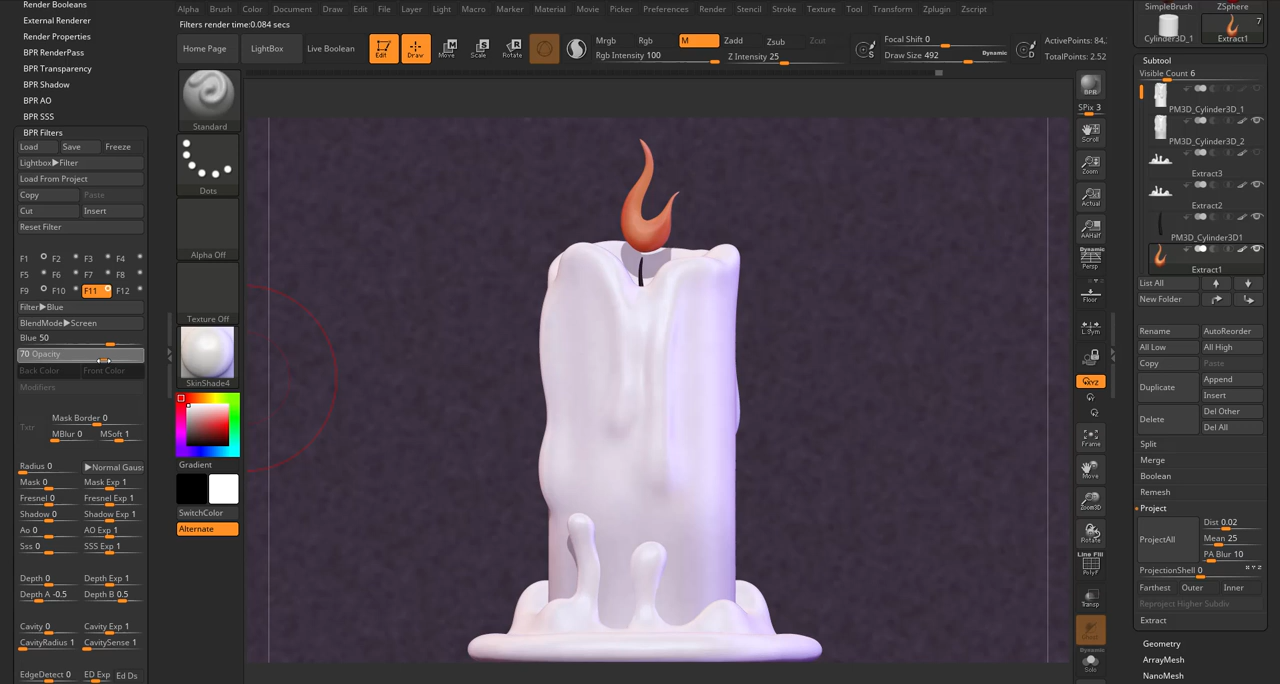 Alpha Brush Color Document Draw Edit File Layer Light Macro Marker Material Movie Picker Preferences Render Stencil Stroke Texture Tool Transform Zplugin Zscript
Filters render time:0.084 secs
Home Page LightBox Live Boolean
Edit Draw Move Scale Rotate
Mrgb Rgb M Zadd Zsub Zcut
Rgb Intensity 100 Z Intensity 25
Focal Shift 0
Draw Size 492 Dynamic
ActivePoints: 84,
TotalPoints: 2.52
Render Booleans
Render Properties
BPR RenderPass
BPR Transparency
BPR Shadow
BPR AO
BPR SSS
BPR Filters
Load Save Freeze
Lightbox▶Filter
Load From Project
Copy Paste
Cut Insert
Reset Filter
F1 F2 F3 F4
F5 F6 F7 F8
F9 F10 F11 F12
Filter▶Blue
BlendMode▶Screen
Blue 50
70 Opacity
Back Color Front Color
Modifiers
Txtr
Mask Border 0
MBlur 0 MSoft 1
Radius 0 ▶Normal Gaus
Mask 0 Mask Exp 1
Fresnel 0 Fresnel Exp 1
Shadow 0 Shadow Exp 1
Ao 0 AO Exp 1
Sss 0 SSS Exp 1
Depth 0 Depth Exp 1
Depth A -0.5 Depth B 0.5
Cavity 0 Cavity Exp 1
CavityRadius 1 CavitySense 1
EdgeDetect 0 ED Exp Ed Ds
Standard
Dots
Alpha Off
Texture Off
SkinShade4
Gradient
SwitchColor
Alternate
BPR
SPix 3
Scroll
Zoom
Actual
AAHalf
Dynamic
Persp
Floor
L.Sym
XYZ
Frame
Move
Zoom3D
Rotate
Line Fill
PolyF
Transp
Ghost
Dynamic
Solo
SimpleBrush ZSphere
7
Cylinder3D_1 Extract1
Subtool
Visible Count 6
PM3D_Cylinder3D_1
PM3D_Cylinder3D_2
Extract3
Extract2
PM3D_Cylinder3D1
Extract1
List All
New Folder
Rename AutoReorder
All Low All High
Copy Paste
Duplicate Append
Insert
Delete Del Other
Del All
Split
Merge
Boolean
Remesh
Project
ProjectAll
Dist 0.02
Mean 25
PA Blur 10
ProjectionShell 0
Farthest Outer Inner
Reproject Higher Subdiv
Extract
Geometry
ArrayMesh
NanoMesh